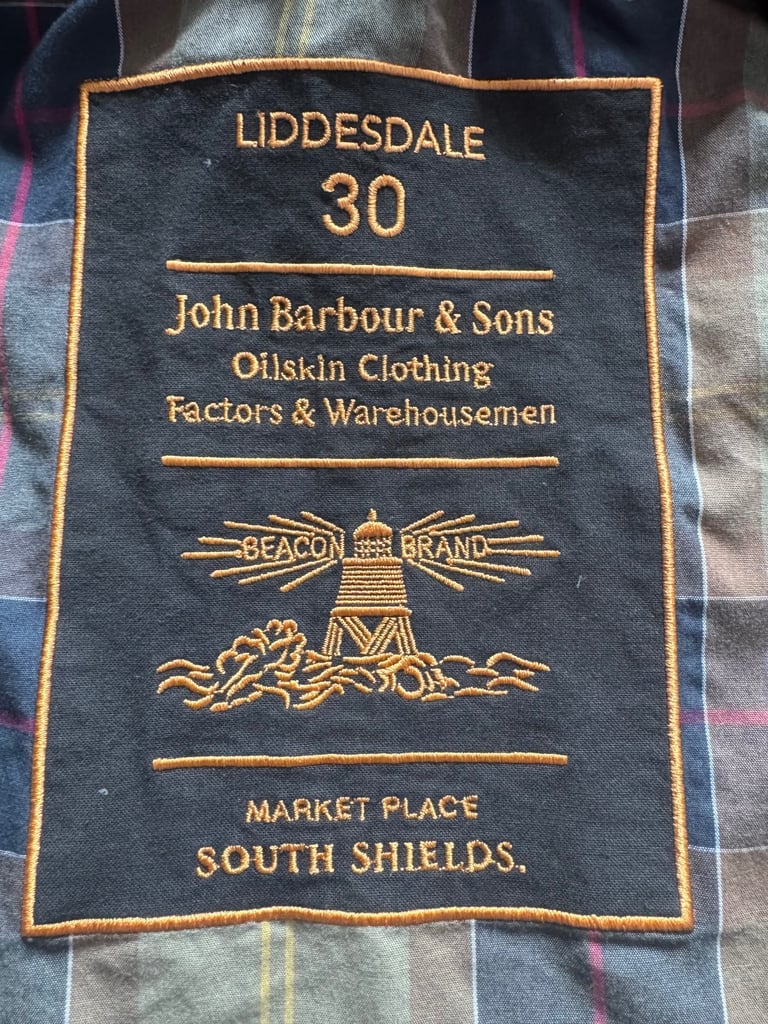 LIDDESDALE
30
John Barbour & Sons
Oilskin Clothing
Factors & Warehousemen
BEACON BRAND
MARKET PLACE
SOUTH SHIELDS.